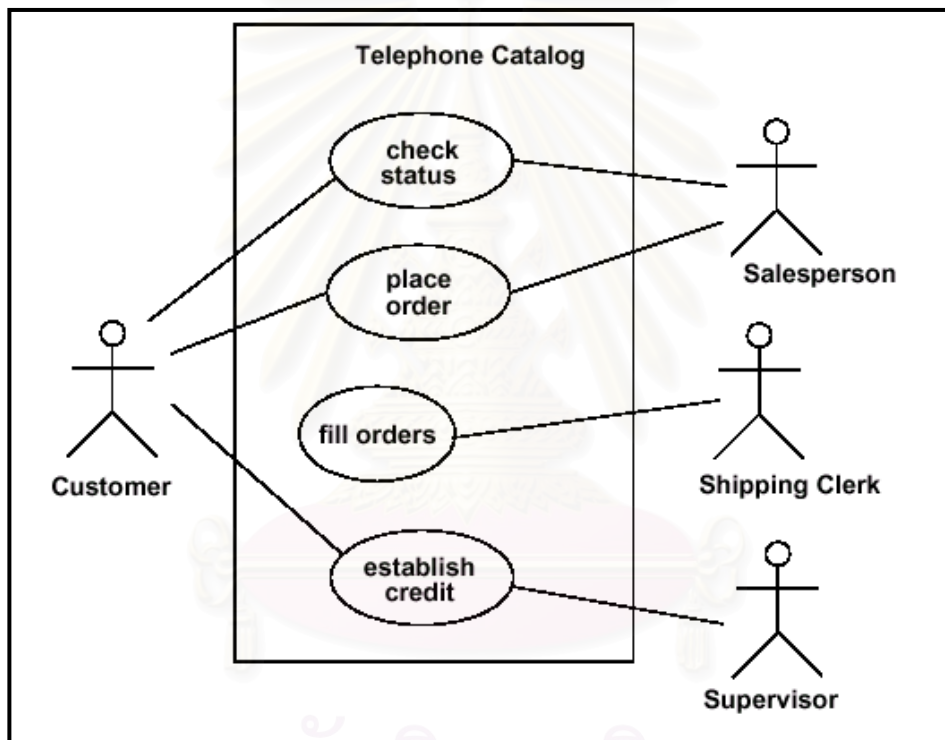 Telephone Catalog
check
status
place
order
fill orders
establish
credit
Customer
Salesperson
Shipping Clerk
Supervisor